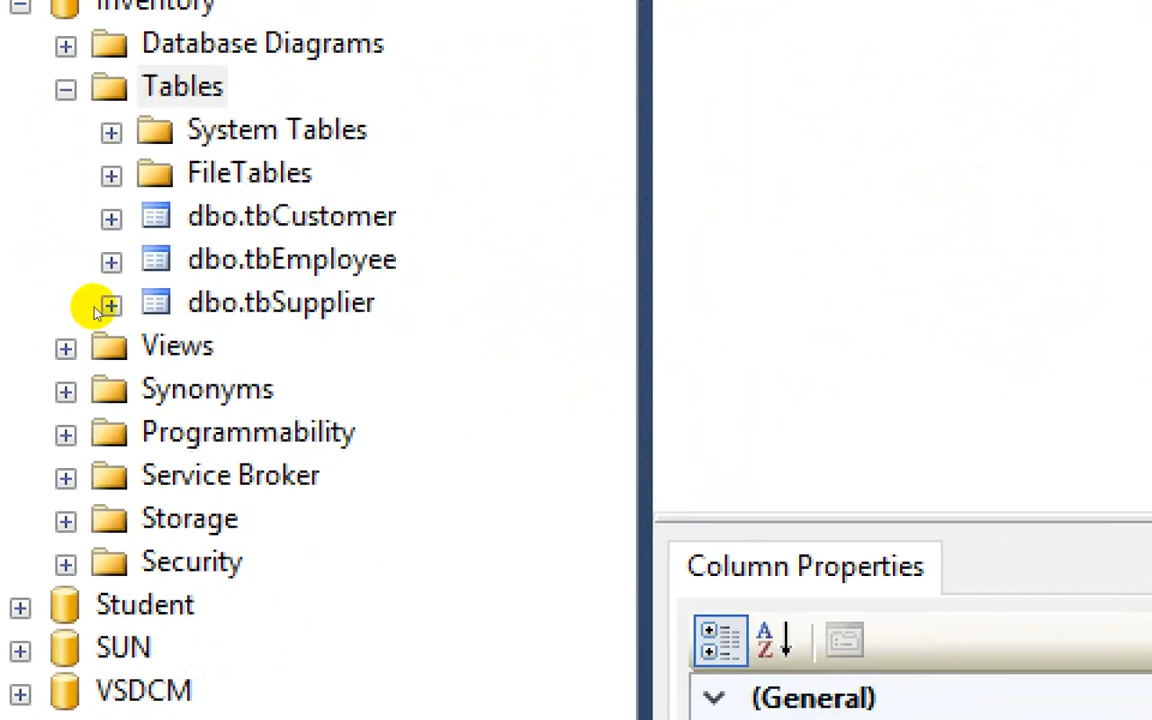 Inventory
Database Diagrams
Tables
System Tables
FileTables
dbo.tbCustomer
dbo.tbEmployee
dbo.tbSupplier
Views
Synonyms
Programmability
Service Broker
Storage
Security
Student
SUN
VSDCM
Column Properties
A
Z
(General)